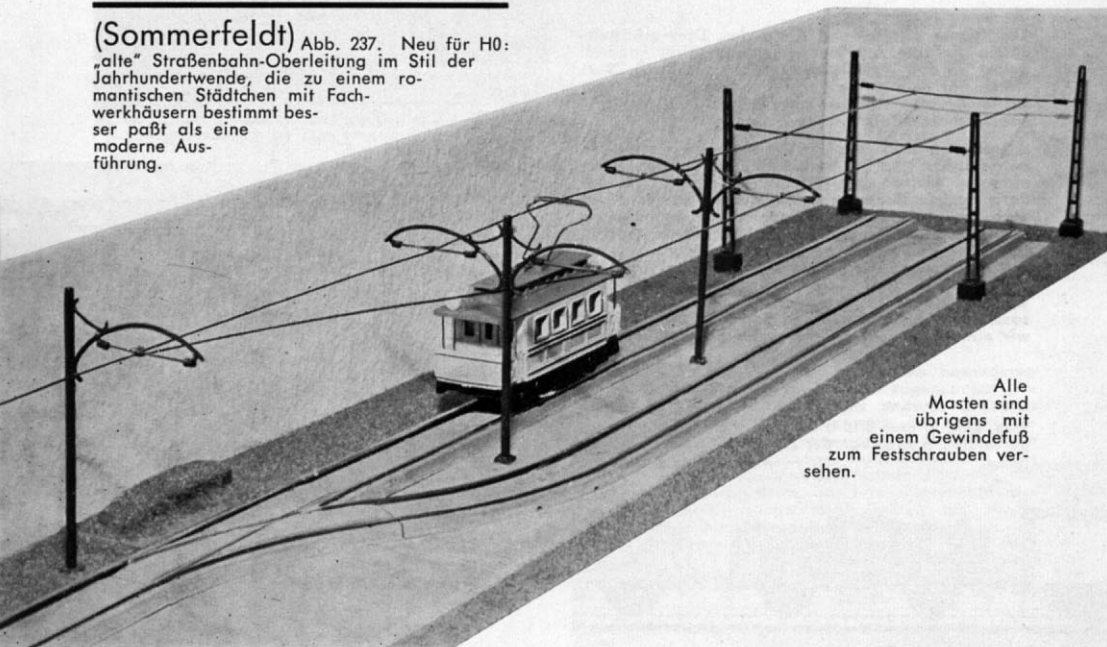 (Sommerfeldt) Abb. 237. Neu für H0:
„alte“ Straßenbahn-Oberleitung im Stil der
Jahrhundertwende, die zu einem ro-
mantischen Städtchen mit Fach-
werkhäusern bestimmt bes-
ser paßt als eine
moderne Aus-
führung.
Alle
Masten sind
übrigens mit
einem Gewindefuß
zum Festschrauben ver-
sehen.